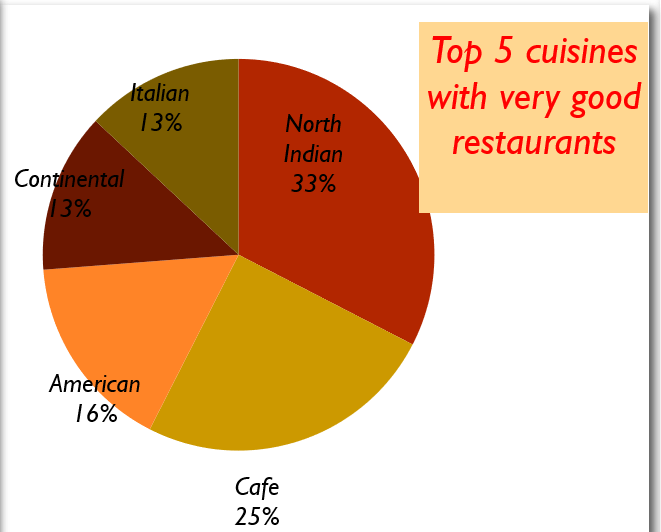 Top 5 cuisines
with very good
restaurants
Italian
13%
North
Indian
33%
Continental
13%
American
16%
Cafe
25%